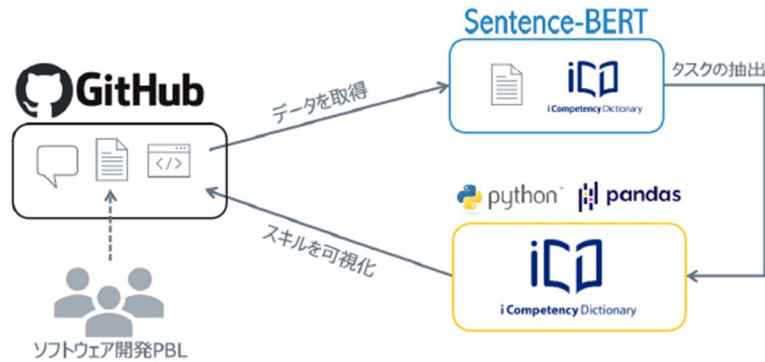 Sentence-BERT
iCD
i Competency Dictionary
タスクの抽出
GitHub
データを取得
</>
python™
pandas
スキルを可視化
iCD
i Competency Dictionary
ソフトウェア開発PBL